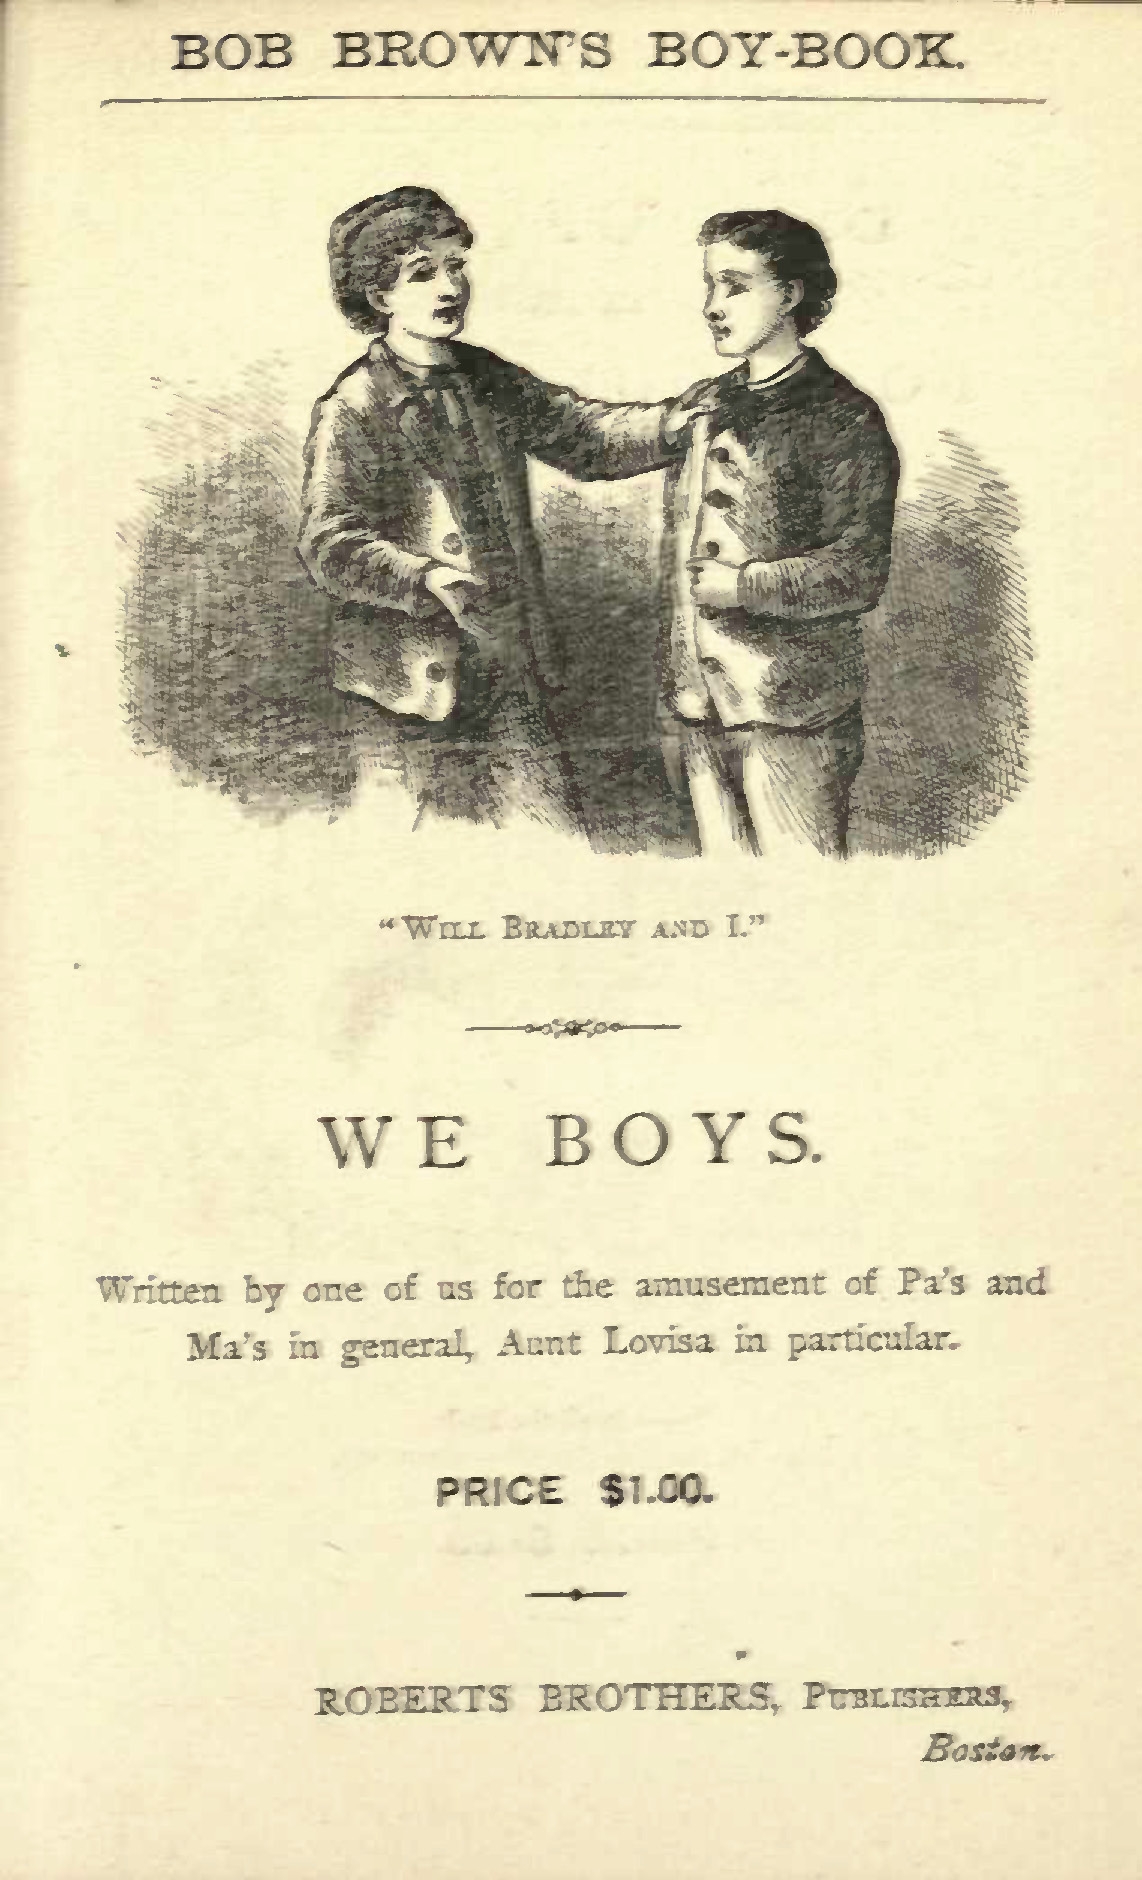 BOB BROWN'S BOY-BOOK.
"WILL BRADLEY AND I."
WE BOYS.
Written by one of us for the amusement of Pa's and
Ma's in general, Aunt Lovisa in particular.
PRICE $1.00.
ROBERTS BROTHERS, PUBLISHERS,
Boston.